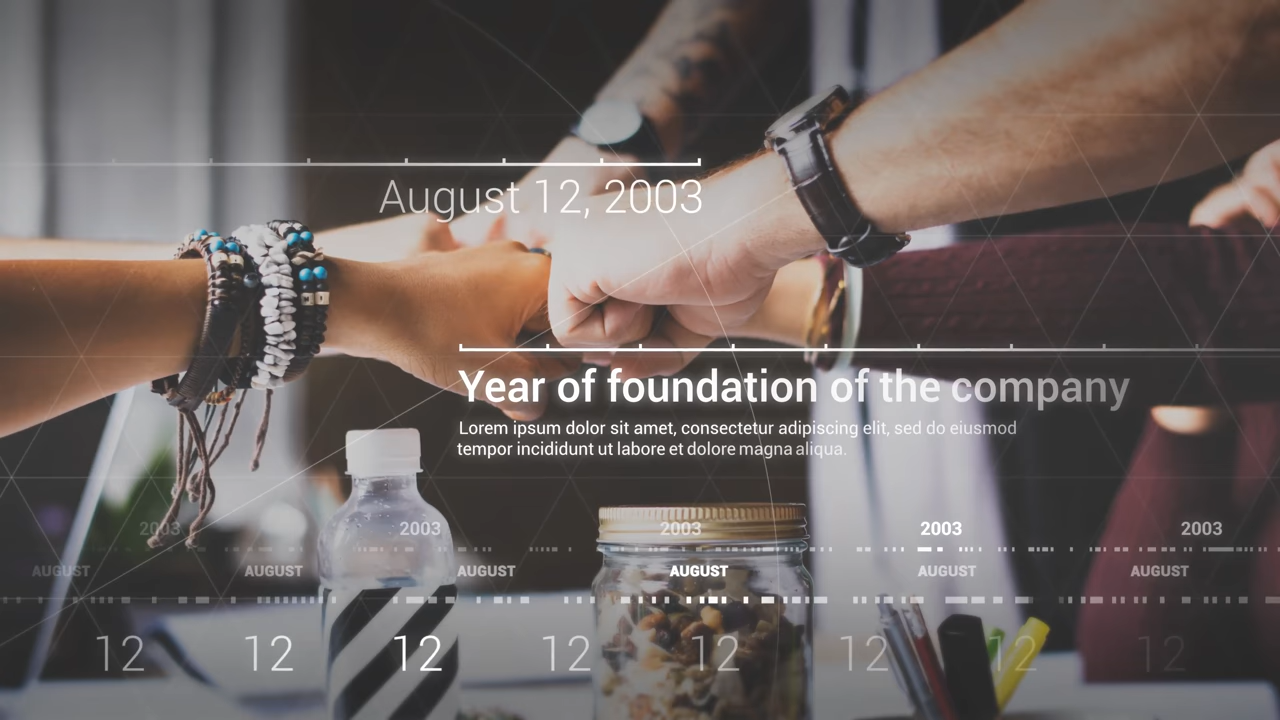 August 12, 2003
Year of foundation of the company
Lorem ipsum dolor sit amet, consectetur adipiscing elit, sed do eiusmod
tempor incididunt ut labore et dolore magna aliqua.
2003 2003 2003 2003 2003
AUGUST AUGUST AUGUST AUGUST AUGUST AUGUST
12 12 12 12 12 12 12 12